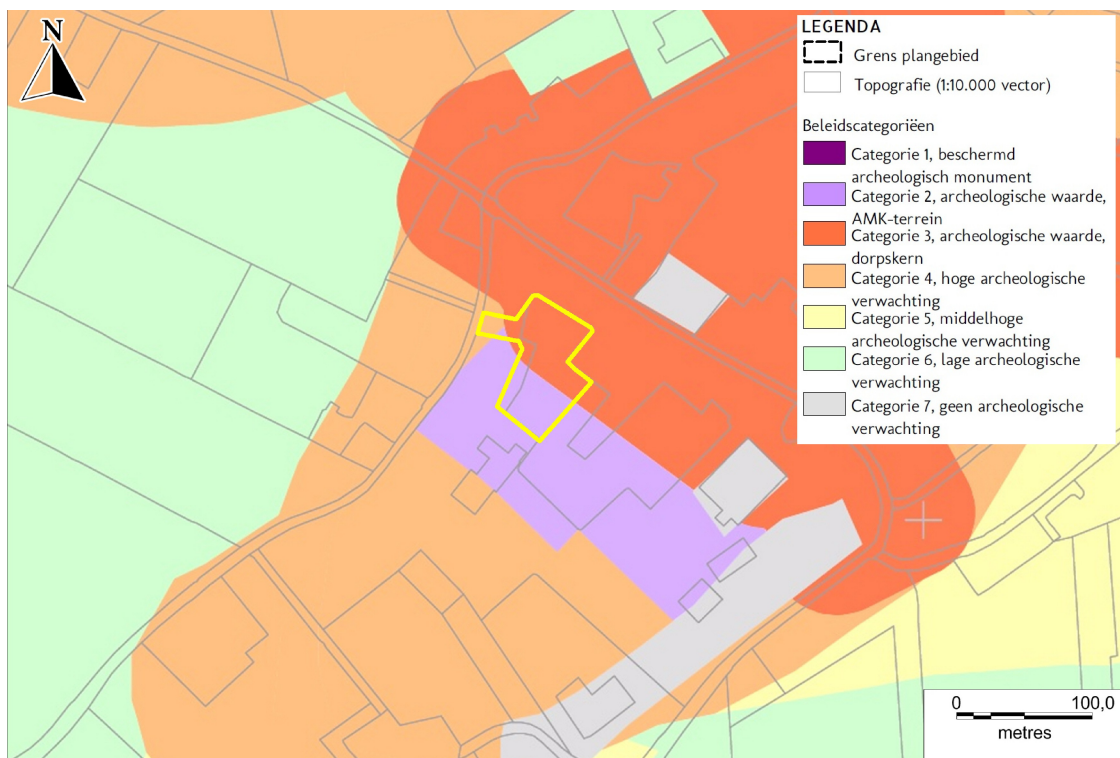 N
LEGENDA
Grens plangebied
Topografie (1:10.000 vector)
Beleidscategorieën
Categorie 1, beschermd
archeologisch monument
Categorie 2, archeologische waarde,
AMK-terrein
Categorie 3, archeologische waarde,
dorpskern
Categorie 4, hoge archeologische
verwachting
Categorie 5, middelhoge
archeologische verwachting
Categorie 6, lage archeologische
verwachting
Categorie 7, geen archeologische
verwachting
0 100,0
metres